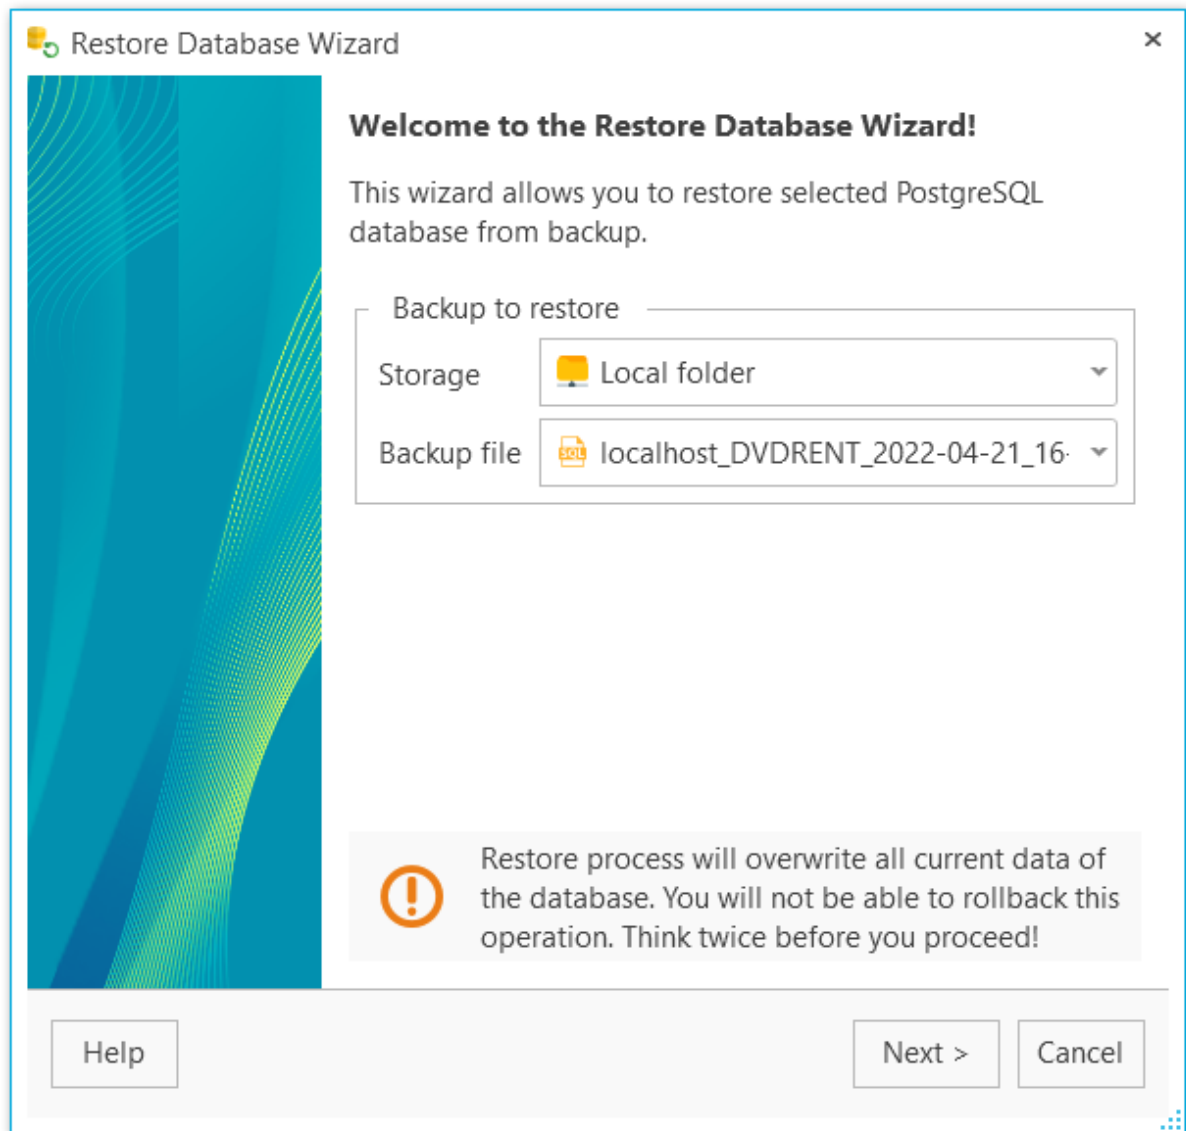 Restore Database Wizard
Welcome to the Restore Database Wizard!
This wizard allows you to restore selected PostgreSQL
database from backup.
Backup to restore
Storage
Local folder
Backup file
SQL
localhost_DVDRENT_2022-04-21_16-
Restore process will overwrite all current data of
the database. You will not be able to rollback this
operation. Think twice before you proceed!
Help
Next >
Cancel